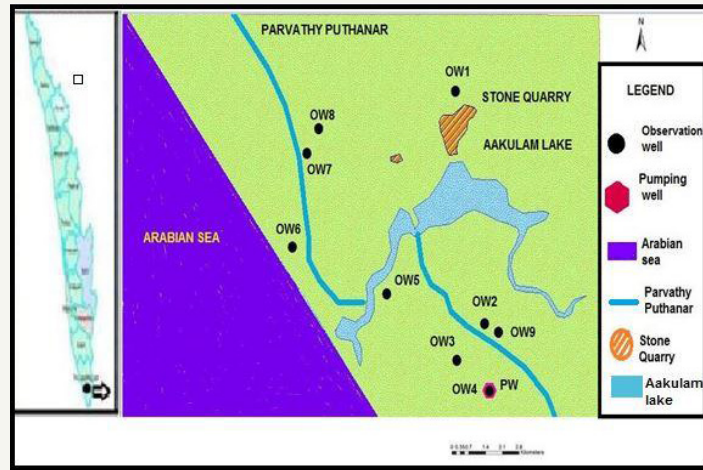 PARVATHY PUTHANAR
N
OW1
STONE QUARRY
OW8
AAKULAM LAKE
OW7
ARABIAN SEA
OW6
OW5
OW2
OW9
OW3
OW4
PW
LEGEND
Observation
well
Pumping
well
Arabian
sea
Parvathy
Puthanar
Stone
Quarry
Aakulam
lake